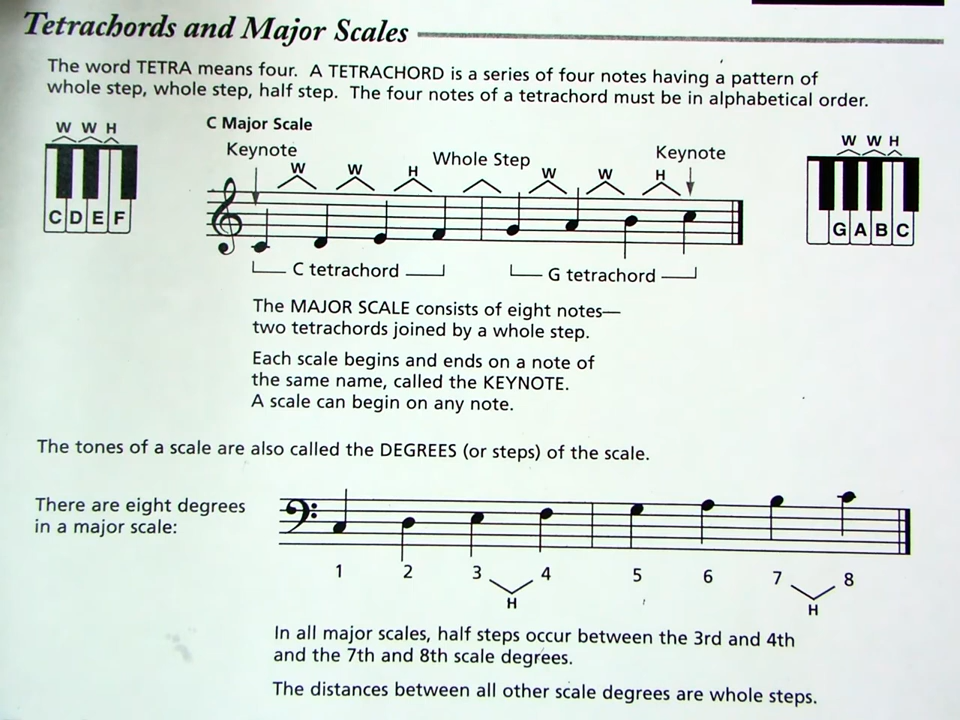 Tetrachords and Major Scales
The word TETRA means four. A TETRACHORD is a series of four notes having a pattern of
whole step, whole step, half step. The four notes of a tetrachord must be in alphabetical order.
W W H
C D E F
C Major Scale
Keynote
Whole Step
Keynote
W W H W W H
C tetrachord
G tetrachord
W W H
G A B C
The MAJOR SCALE consists of eight notes—
two tetrachords joined by a whole step.
Each scale begins and ends on a note of
the same name, called the KEYNOTE.
A scale can begin on any note.
The tones of a scale are also called the DEGREES (or steps) of the scale.
There are eight degrees
in a major scale:
1 2 3 4 5 6 7 8
H H
In all major scales, half steps occur between the 3rd and 4th
and the 7th and 8th scale degrees.
The distances between all other scale degrees are whole steps.